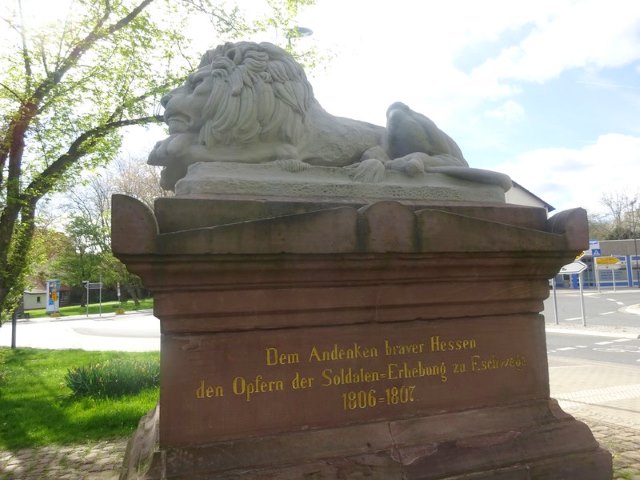 Dem Andenken braver Hessen
den Opfern der Soldaten=Erhebung zu Eschwege
1806=1807.